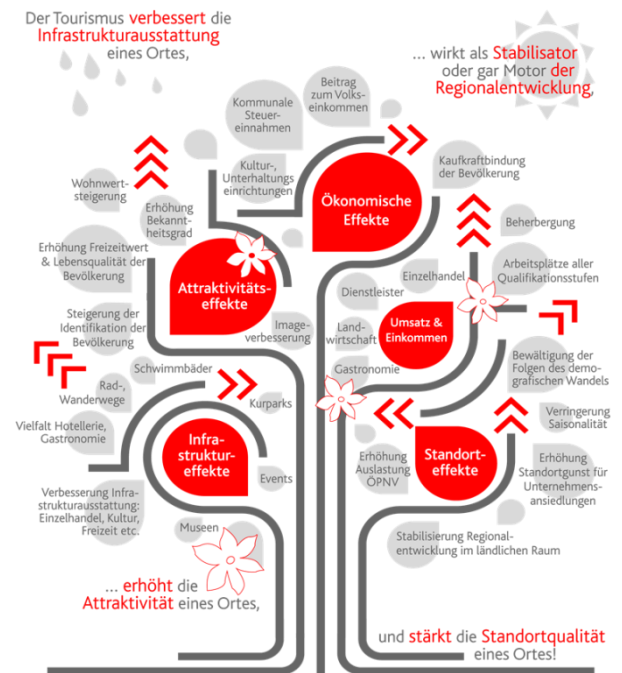 Der Tourismus verbessert die
Infrastrukturausstattung
eines Ortes,
... wirkt als Stabilisator
oder gar Motor der
Regionalentwicklung,
Beitrag
zum Volks-
einkommen
Kommunale
Steuer-
einnahmen
Kultur-,
Unterhaltungs
einrichtungen
Ökonomische
Effekte
Kaufkraftbindung
der Bevölkerung
Wohnwert-
steigerung
Erhöhung
Bekannt-
heitsgrad
Beherbergung
Erhöhung Freizeitwert
& Lebensqualität der
Bevölkerung
Attraktivitäts-
effekte
Einzelhandel
Arbeitsplätze aller
Qualifikationsstufen
Dienstleister
Steigerung der
Identifikation der
Bevölkerung
Image-
verbesserung
Land-
wirtschaft
Umsatz &
Einkommen
Gastronomie
Bewältigung der
Folgen des demo-
grafischen Wandels
Schwimmbäder
Rad-,
Wanderwege
Kurparks
Verringerung
Saisonalität
Vielfalt Hotellerie,
Gastronomie
Infra-
struktur-
effekte
Erhöhung
Auslastung
ÖPNV
Standort-
effekte
Erhöhung
Standortgunst für
Unternehmens-
ansiedlungen
Events
Verbesserung Infra-
strukturausstattung:
Einzelhandel, Kultur,
Freizeit etc.
Museen
Stabilisierung Regional-
entwicklung im ländlichen Raum
... erhöht die
Attraktivität eines Ortes,
und stärkt die Standortqualität
eines Ortes!